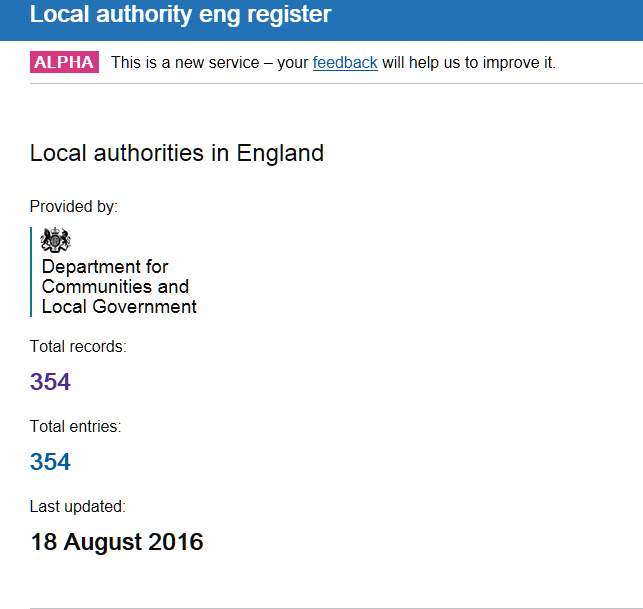 Local authority eng register
ALPHA This is a new service – your feedback will help us to improve it.
Local authorities in England
Provided by:
Department for
Communities and
Local Government
Total records:
354
Total entries:
354
Last updated:
18 August 2016